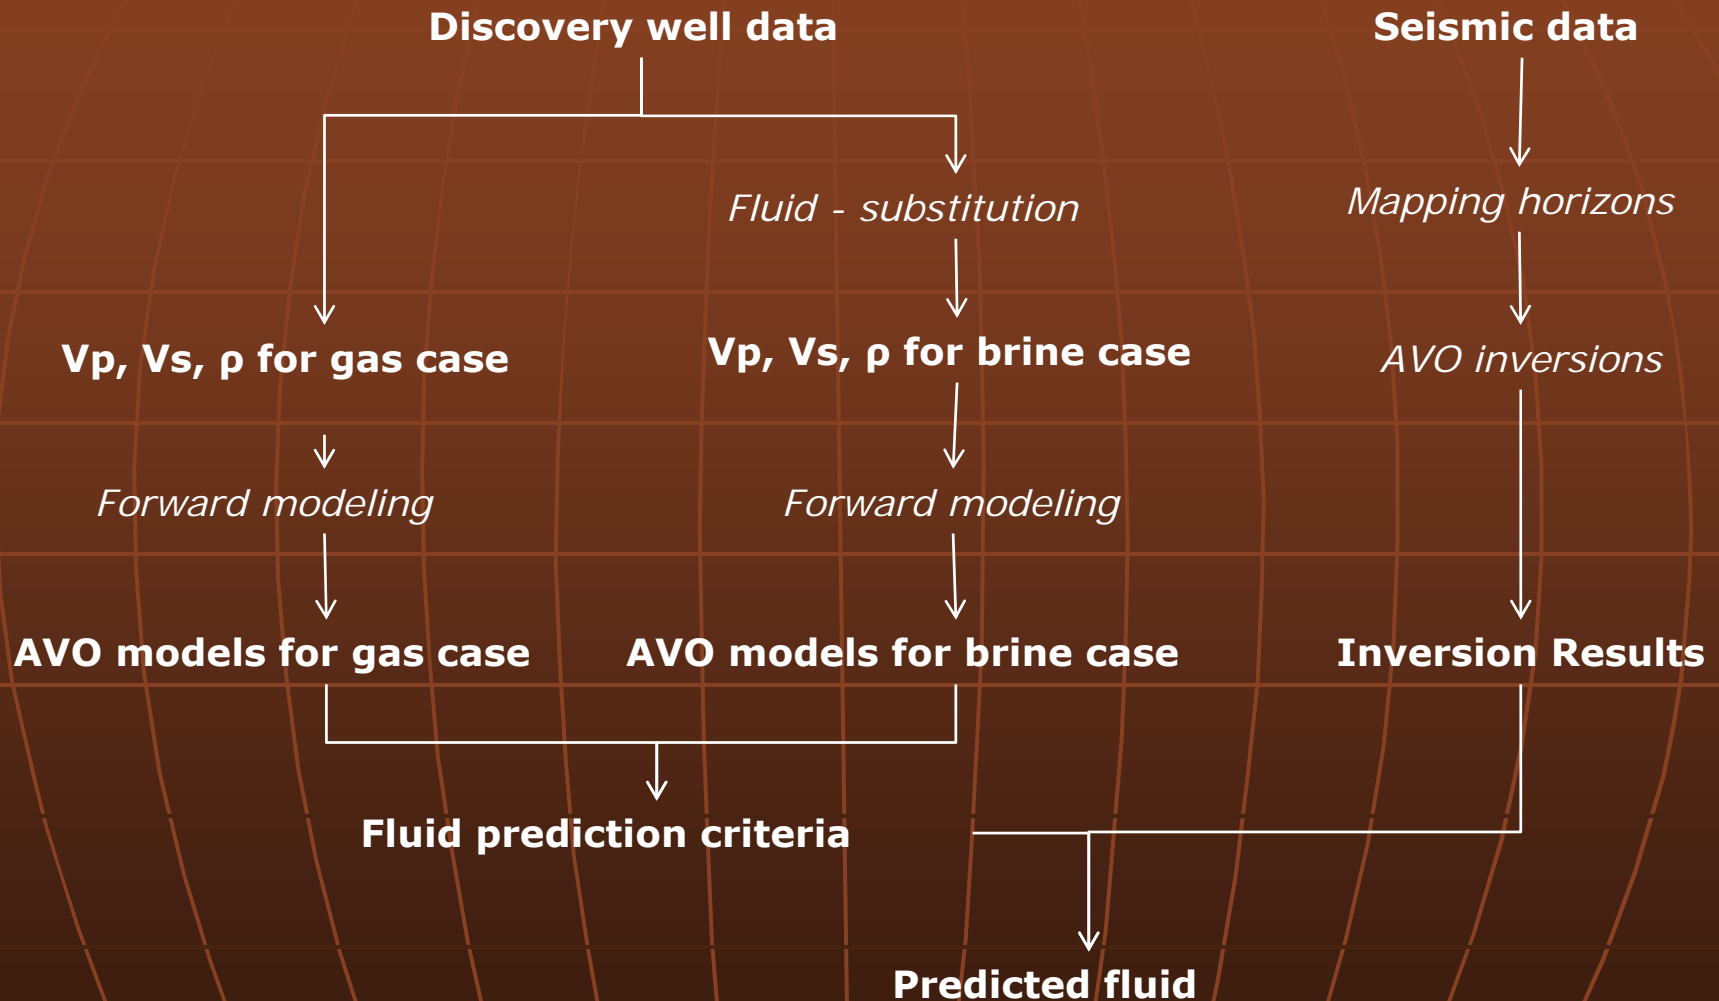 Discovery well data
Seismic data
Fluid - substitution
Mapping horizons
Vp, Vs, ρ for gas case
Vp, Vs, ρ for brine case
AVO inversions
Forward modeling
Forward modeling
AVO models for gas case
AVO models for brine case
Inversion Results
Fluid prediction criteria
Predicted fluid